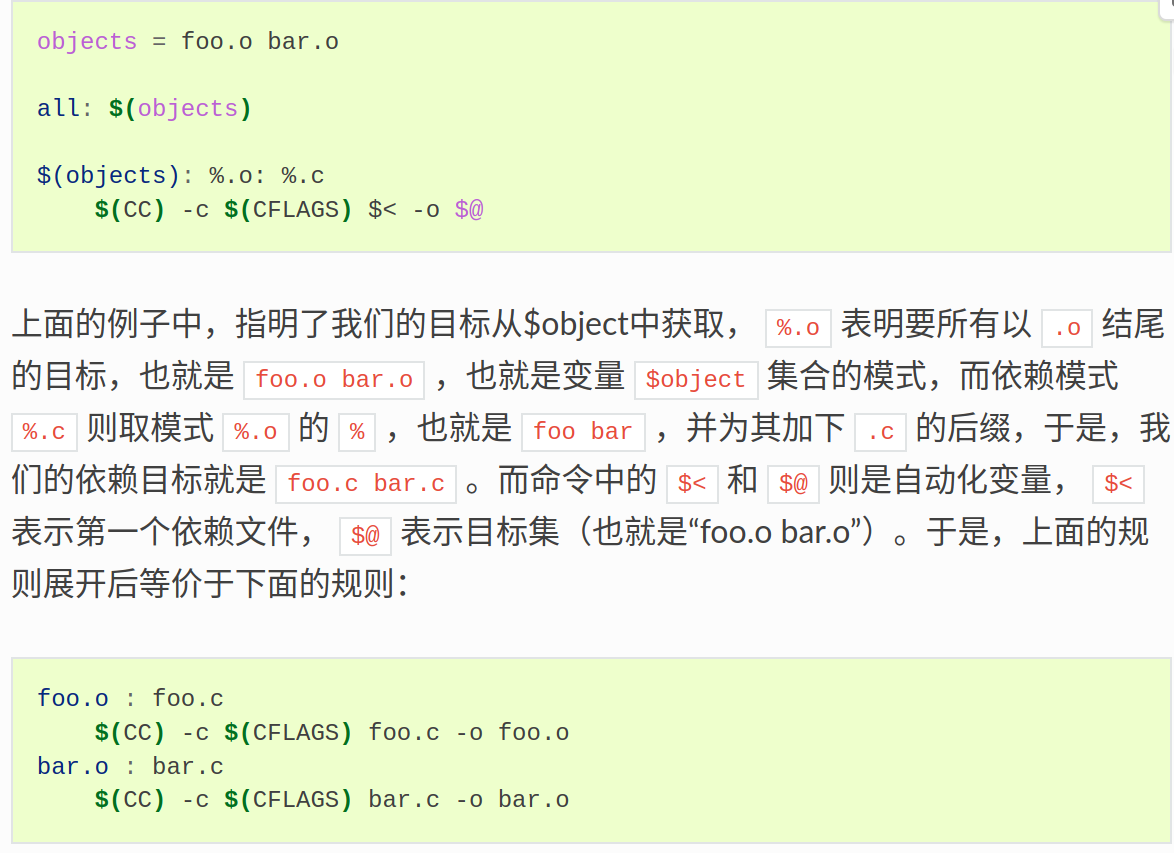 objects = foo.o bar.o
all: $(objects)
$(objects): %.o: %.c
$(CC) -c $(CFLAGS) $< -o $@
上面的例子中，指明了我们的目标从$object中获取， %.o 表明要所有以 .o 结尾
的目标，也就是 foo.o bar.o ，也就是变量 $object 集合的模式，而依赖模式
%.c 则取模式 %.o 的 % ，也就是 foo bar ，并为其加下 .c 的后缀，于是，我
们的依赖目标就是 foo.c bar.c 。而命令中的 $< 和 $@ 则是自动化变量， $<
表示第一个依赖文件， $@ 表示目标集（也就是“foo.o bar.o”）。于是，上面的规
则展开后等价于下面的规则：
foo.o : foo.c
$(CC) -c $(CFLAGS) foo.c -o foo.o
bar.o : bar.c
$(CC) -c $(CFLAGS) bar.c -o bar.o